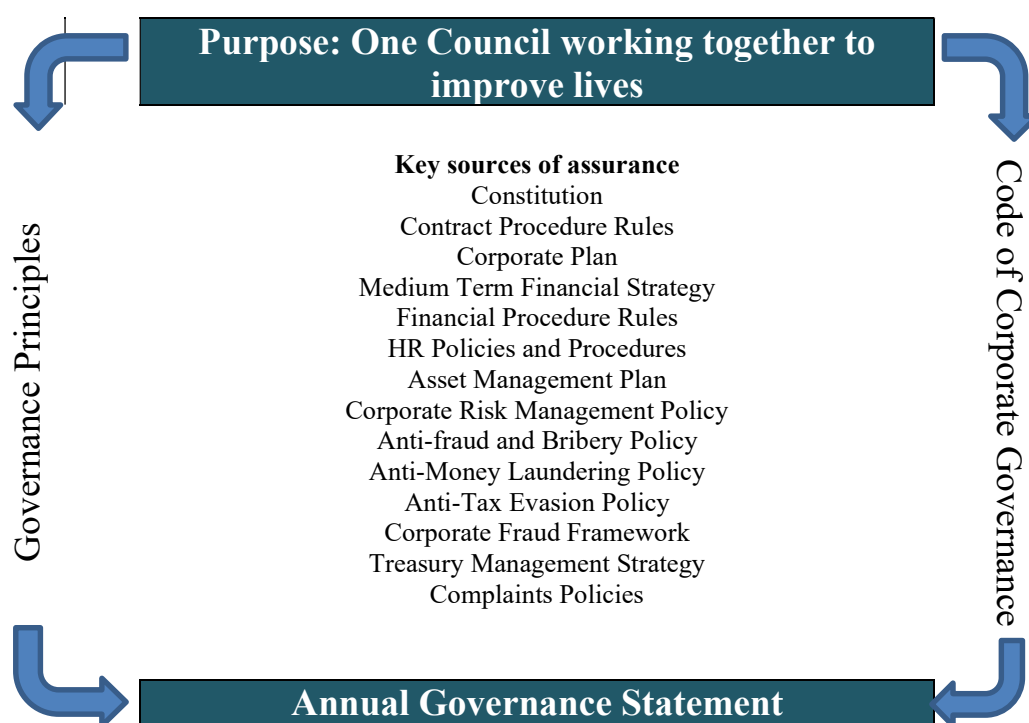 Purpose: One Council working together to
improve lives
Governance Principles
Key sources of assurance
Constitution
Contract Procedure Rules
Corporate Plan
Medium Term Financial Strategy
Financial Procedure Rules
HR Policies and Procedures
Asset Management Plan
Corporate Risk Management Policy
Anti-fraud and Bribery Policy
Anti-Money Laundering Policy
Anti-Tax Evasion Policy
Corporate Fraud Framework
Treasury Management Strategy
Complaints Policies
Code of Corporate Governance
Annual Governance Statement